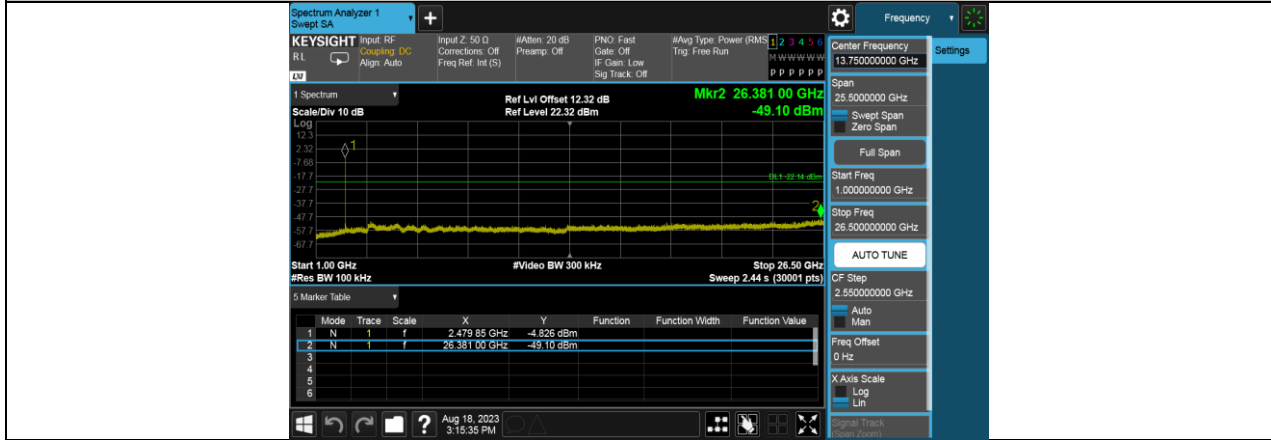 Spectrum Analyzer 1
Swept SA
+
Frequency
KEYSIGHT
RL
LXI
Input: RF
Coupling: DC
Align: Auto
Input Z: 50 Ω
Corrections: Off
Freq Ref: Int (S)
#Atten: 20 dB
Preamp: Off
PNO: Fast
Gate: Off
IF Gain: Low
Sig Track: Off
#Avg Type: Power (RMS
Trig: Free Run
1 2 3 4 5 6
M W W W W W
P P P P P P
1 Spectrum
Scale/Div 10 dB
Ref Lvl Offset 12.32 dB
Ref Level 22.32 dBm
Mkr2 26.381 00 GHz
-49.10 dBm
Log
12.3
2.32
-7.68
-17.7
-27.7
-37.7
-47.7
-57.7
-67.7
1
DL1 -22.14 dBm
2
Start 1.00 GHz
#Video BW 300 kHz
Stop 26.50 GHz
#Res BW 100 kHz
Sweep 2.44 s (30001 pts)
5 Marker Table
Mode Trace Scale X Y Function Function Width Function Value
1 N 1 f 2.479 85 GHz -4.826 dBm
2 N 1 f 26.381 00 GHz -49.10 dBm
3
4
5
6
?
Aug 18, 2023
3:15:35 PM
Center Frequency
13.750000000 GHz
Settings
Span
25.5000000 GHz
Swept Span
Zero Span
Full Span
Start Freq
1.000000000 GHz
Stop Freq
26.500000000 GHz
AUTO TUNE
CF Step
2.550000000 GHz
Auto
Man
Freq Offset
0 Hz
X Axis Scale
Log
Lin
Signal Track
(Span Zoom)